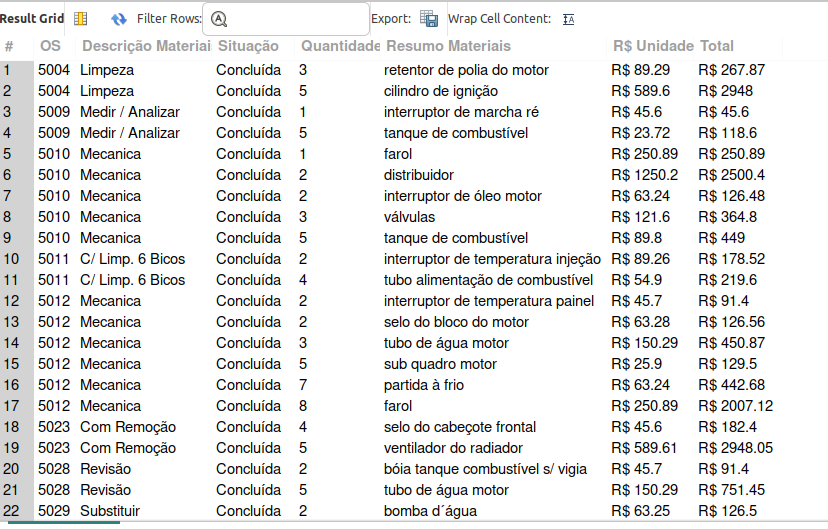 Result Grid Filter Rows: Export: Wrap Cell Content:
# OS Descrição Materiai Situação Quantidade Resumo Materiais R$ Unidade Total
1 5004 Limpeza Concluída 3 retentor de polia do motor R$ 89.29 R$ 267.87
2 5004 Limpeza Concluída 5 cilindro de ignição R$ 589.6 R$ 2948
3 5009 Medir / Analizar Concluída 1 interruptor de marcha ré R$ 45.6 R$ 45.6
4 5009 Medir / Analizar Concluída 5 tanque de combustível R$ 23.72 R$ 118.6
5 5010 Mecanica Concluída 1 farol R$ 250.89 R$ 250.89
6 5010 Mecanica Concluída 2 distribuidor R$ 1250.2 R$ 2500.4
7 5010 Mecanica Concluída 2 interruptor de óleo motor R$ 63.24 R$ 126.48
8 5010 Mecanica Concluída 3 válvulas R$ 121.6 R$ 364.8
9 5010 Mecanica Concluída 5 tanque de combustível R$ 89.8 R$ 449
10 5011 C/ Limp. 6 Bicos Concluída 2 interruptor de temperatura injeção R$ 89.26 R$ 178.52
11 5011 C/ Limp. 6 Bicos Concluída 4 tubo alimentação de combustível R$ 54.9 R$ 219.6
12 5012 Mecanica Concluída 2 interruptor de temperatura painel R$ 45.7 R$ 91.4
13 5012 Mecanica Concluída 2 selo do bloco do motor R$ 63.28 R$ 126.56
14 5012 Mecanica Concluída 3 tubo de água motor R$ 150.29 R$ 450.87
15 5012 Mecanica Concluída 5 sub quadro motor R$ 25.9 R$ 129.5
16 5012 Mecanica Concluída 7 partida à frio R$ 63.24 R$ 442.68
17 5012 Mecanica Concluída 8 farol R$ 250.89 R$ 2007.12
18 5023 Com Remoção Concluída 4 selo do cabeçote frontal R$ 45.6 R$ 182.4
19 5023 Com Remoção Concluída 5 ventilador do radiador R$ 589.61 R$ 2948.05
20 5028 Revisão Concluída 2 bóia tanque combustível s/ vigia R$ 45.7 R$ 91.4
21 5028 Revisão Concluída 5 tubo de água motor R$ 150.29 R$ 751.45
22 5029 Substituir Concluída 2 bomba d´água R$ 63.25 R$ 126.5